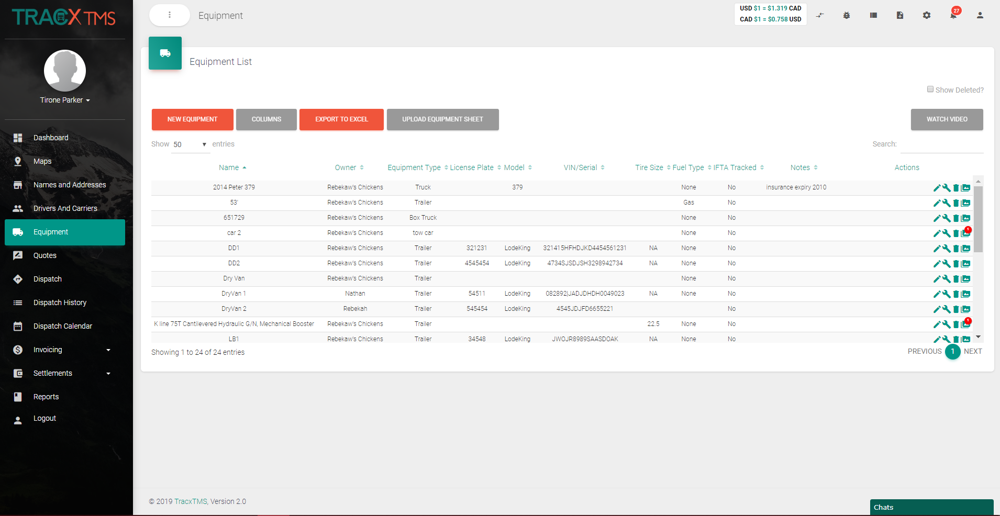 TRACX TMS
Tirone Parker
Dashboard
Maps
Names and Addresses
Drivers And Carriers
Equipment
Quotes
Dispatch
Dispatch History
Dispatch Calendar
Invoicing
Settlements
Reports
Logout
Equipment
USD $1 = $1.319 CAD
CAD $1 = $0.758 USD
27
Equipment List
Show Deleted?
NEW EQUIPMENT COLUMNS EXPORT TO EXCEL UPLOAD EQUIPMENT SHEET WATCH VIDEO
Show 50 entries Search:
Name Owner Equipment Type License Plate Model VIN/Serial Tire Size Fuel Type IFTA Tracked Notes Actions
2014 Peter 379 Rebekaw's Chickens Truck 379 None No insurance expiry 2010
53' Rebekaw's Chickens Trailer Gas No
651729 Rebekaw's Chickens Box Truck None No
car 2 Rebekaw's Chickens tow car None No 1
DD1 Rebekaw's Chickens Trailer 321231 LodeKing 321415HFHDJKD4454561231 NA None No
DD2 Rebekaw's Chickens Trailer 4545454 LodeKing 4734SJSDJSH3298942734 NA None No
Dry Van Rebekaw's Chickens Trailer None No
DryVan 1 Nathan Trailer 54511 LodeKing 082892|JADJDHDH0049023 NA None No
DryVan 2 Rebekah Trailer 545454 LodeKing 4545JDJFD6655221 No
K line 75T Cantilevered Hydraulic G/N, Mechanical Booster Rebekaw's Chickens Trailer 22.5 None No 1
LB1 Rebekaw's Chickens Trailer 34548 LodeKing JWOJR8989SAASDOAK NA None No
Showing 1 to 24 of 24 entries PREVIOUS 1 NEXT
© 2019 TracxTMS, Version 2.0
Chats